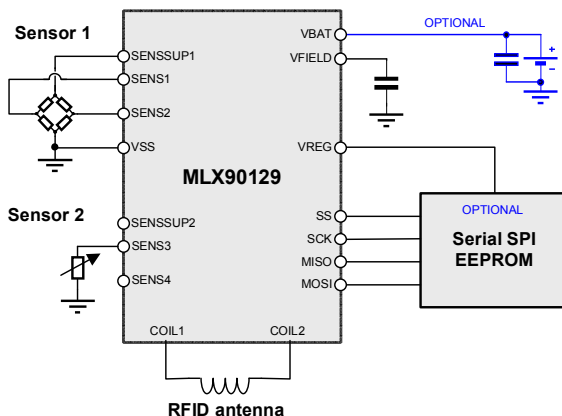 Sensor 1
SENSSUP1
SENS1
SENS2
VSS
Sensor 2
SENSSUP2
SENS3
SENS4
MLX90129
VBAT
VFIELD
VREG
SS
SCK
MISO
MOSI
COIL1
COIL2
RFID antenna
OPTIONAL
+
−
OPTIONAL
Serial SPI
EEPROM